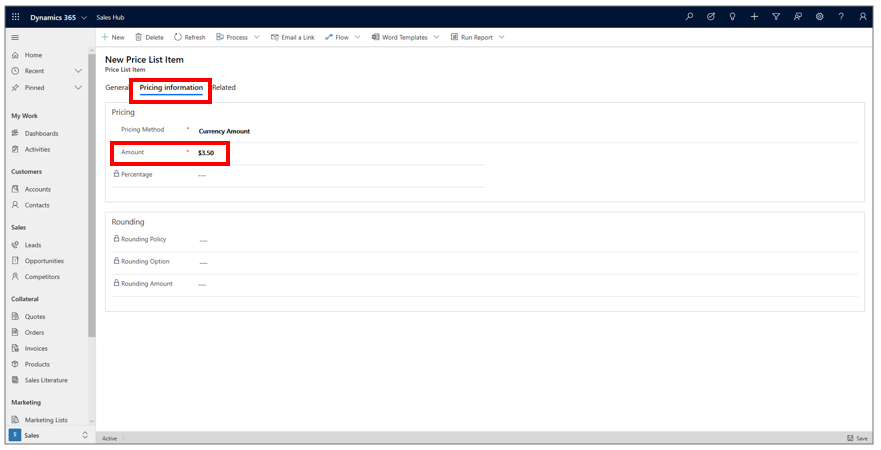 Dynamics 365 Sales Hub
New Delete Refresh Process Email a Link Flow Word Templates Run Report
Home
Recent
Pinned
My Work
Dashboards
Activities
Customers
Accounts
Contacts
Sales
Leads
Opportunities
Competitors
Collateral
Quotes
Orders
Invoices
Products
Sales Literature
Marketing
Marketing Lists
S Sales
New Price List Item
Price List Item
General Pricing information Related
Pricing
Pricing Method * Currency Amount
Amount * $3.50
Percentage ---
Rounding
Rounding Policy ---
Rounding Option ---
Rounding Amount ---
Active Save